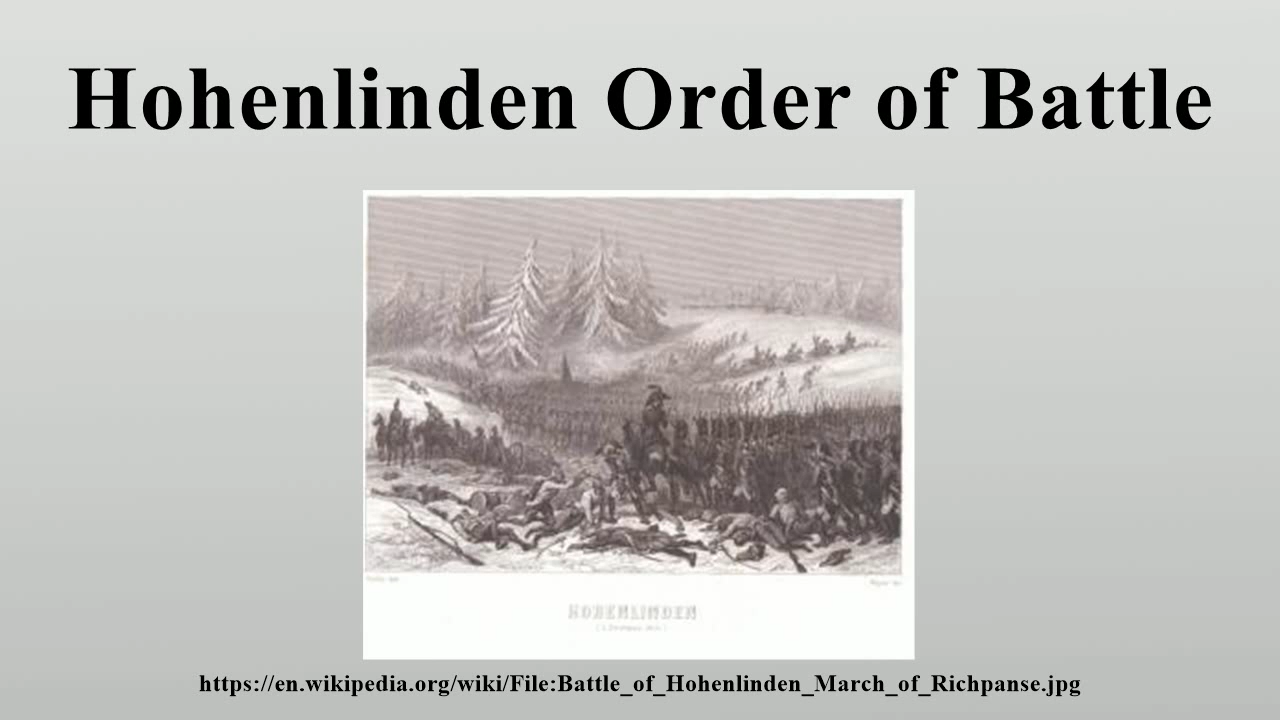 Hohenlinden Order of Battle
HOHENLINDEN
https://en.wikipedia.org/wiki/File:Battle_of_Hohenlinden_March_of_Richpanse.jpg